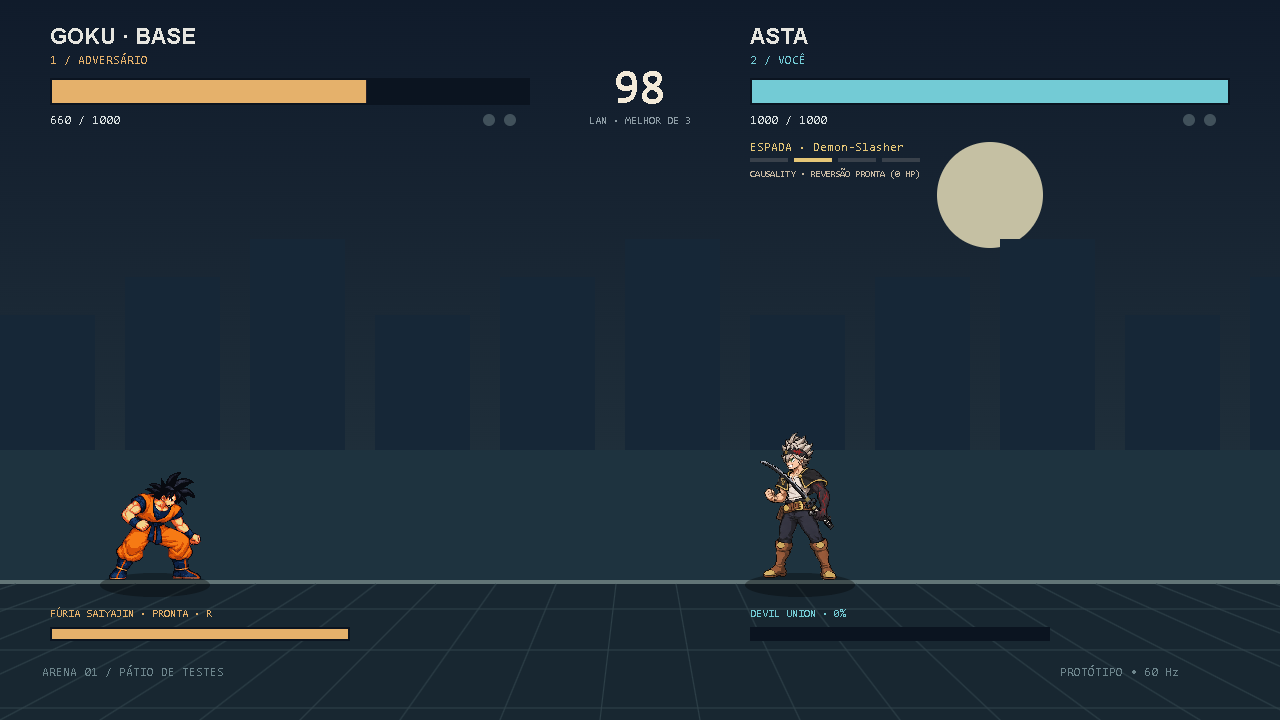 GOKU · BASE
1 / ADVERSÁRIO
660 / 1000
98
LAN · MELHOR DE 3
ASTA
2 / VOCÊ
1000 / 1000
ESPADA · Demon-Slasher
CAUSALITY · REVERSÃO PRONTA (0 HP)
FÚRIA SAIYAJIN · PRONTA · R
DEVIL UNION · 0%
ARENA 01 / PÁTIO DE TESTES
PROTÓTIPO • 60 Hz